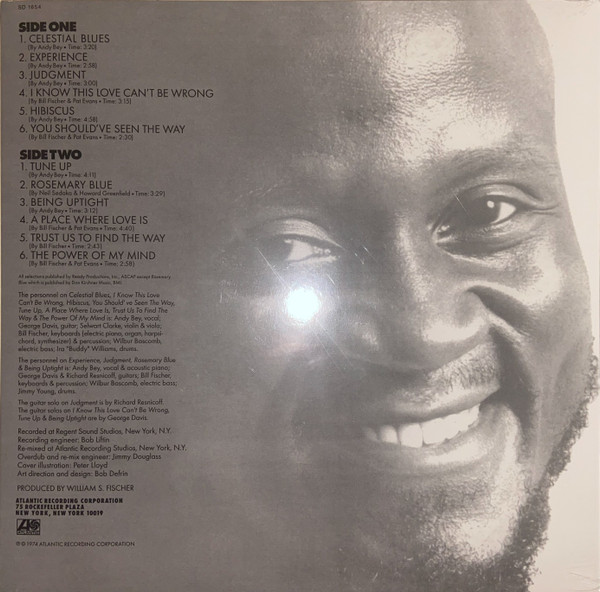 SD 1654
SIDE ONE
1. CELESTIAL BLUES
(By Andy Bey • Time: 3:20)
2. EXPERIENCE
(By Andy Bey • Time: 2:58)
3. JUDGMENT
(By Andy Bey • Time: 3:00)
4. I KNOW THIS LOVE CAN'T BE WRONG
(By Bill Fischer & Pat Evans • Time: 3:15)
5. HIBISCUS
(By Andy Bey • Time: 4:58)
6. YOU SHOULD'VE SEEN THE WAY
(By Bill Fischer & Pat Evans • Time: 2:30)
SIDE TWO
1. TUNE UP
(By Andy Bey • Time: 4:11)
2. ROSEMARY BLUE
(By Neil Sedaka & Howard Greenfield • Time: 3:29)
3. BEING UPTIGHT
(By Andy Bey • Time: 3:12)
4. A PLACE WHERE LOVE IS
(By Bill Fischer & Pat Evans • Time: 4:40)
5. TRUST US TO FIND THE WAY
(By Bill Fischer • Time: 2:43)
6. THE POWER OF MY MIND
(By Bill Fischer & Pat Evans • Time: 2:58)
All selections published by Ready Productions, Inc., ASCAP except Rosemary
Blue which is published by Don Kirshner Music, BMI.
The personnel on Celestial Blues, I Know This Love
Can't Be Wrong, Hibiscus, You Should've Seen The Way,
Tune Up, A Place Where Love Is, Trust Us To Find The
Way & The Power Of My Mind is: Andy Bey, vocal;
George Davis, guitar; Selwart Clarke, violin & viola;
Bill Fischer, keyboards (electric piano, organ, harpsi-
chord, synthesizer) & percussion; Wilbur Bascomb,
electric bass; Ira "Buddy" Williams, drums.
The personnel on Experience, Judgment, Rosemary Blue
& Being Uptight is: Andy Bey, vocal & acoustic piano;
George Davis & Richard Resnicoff, guitars; Bill Fischer,
keyboards & percussion; Wilbur Bascomb, electric bass;
Jimmy Young, drums.
The guitar solo on Judgment is by Richard Resnicoff.
The guitar solos on I Know This Love Can't Be Wrong,
Tune Up & Being Uptight are by George Davis.
Recorded at Regent Sound Studios, New York, N.Y.
Recording engineer: Bob Liftin
Re-mixed at Atlantic Recording Studios, New York, N.Y.
Overdub and re-mix engineer: Jimmy Douglass
Cover illustration: Peter Lloyd
Art direction and design: Bob Defrin
PRODUCED BY WILLIAM S. FISCHER
ATLANTIC RECORDING CORPORATION
75 ROCKEFELLER PLAZA
NEW YORK, NEW YORK 10019
℗ © 1974 ATLANTIC RECORDING CORPORATION